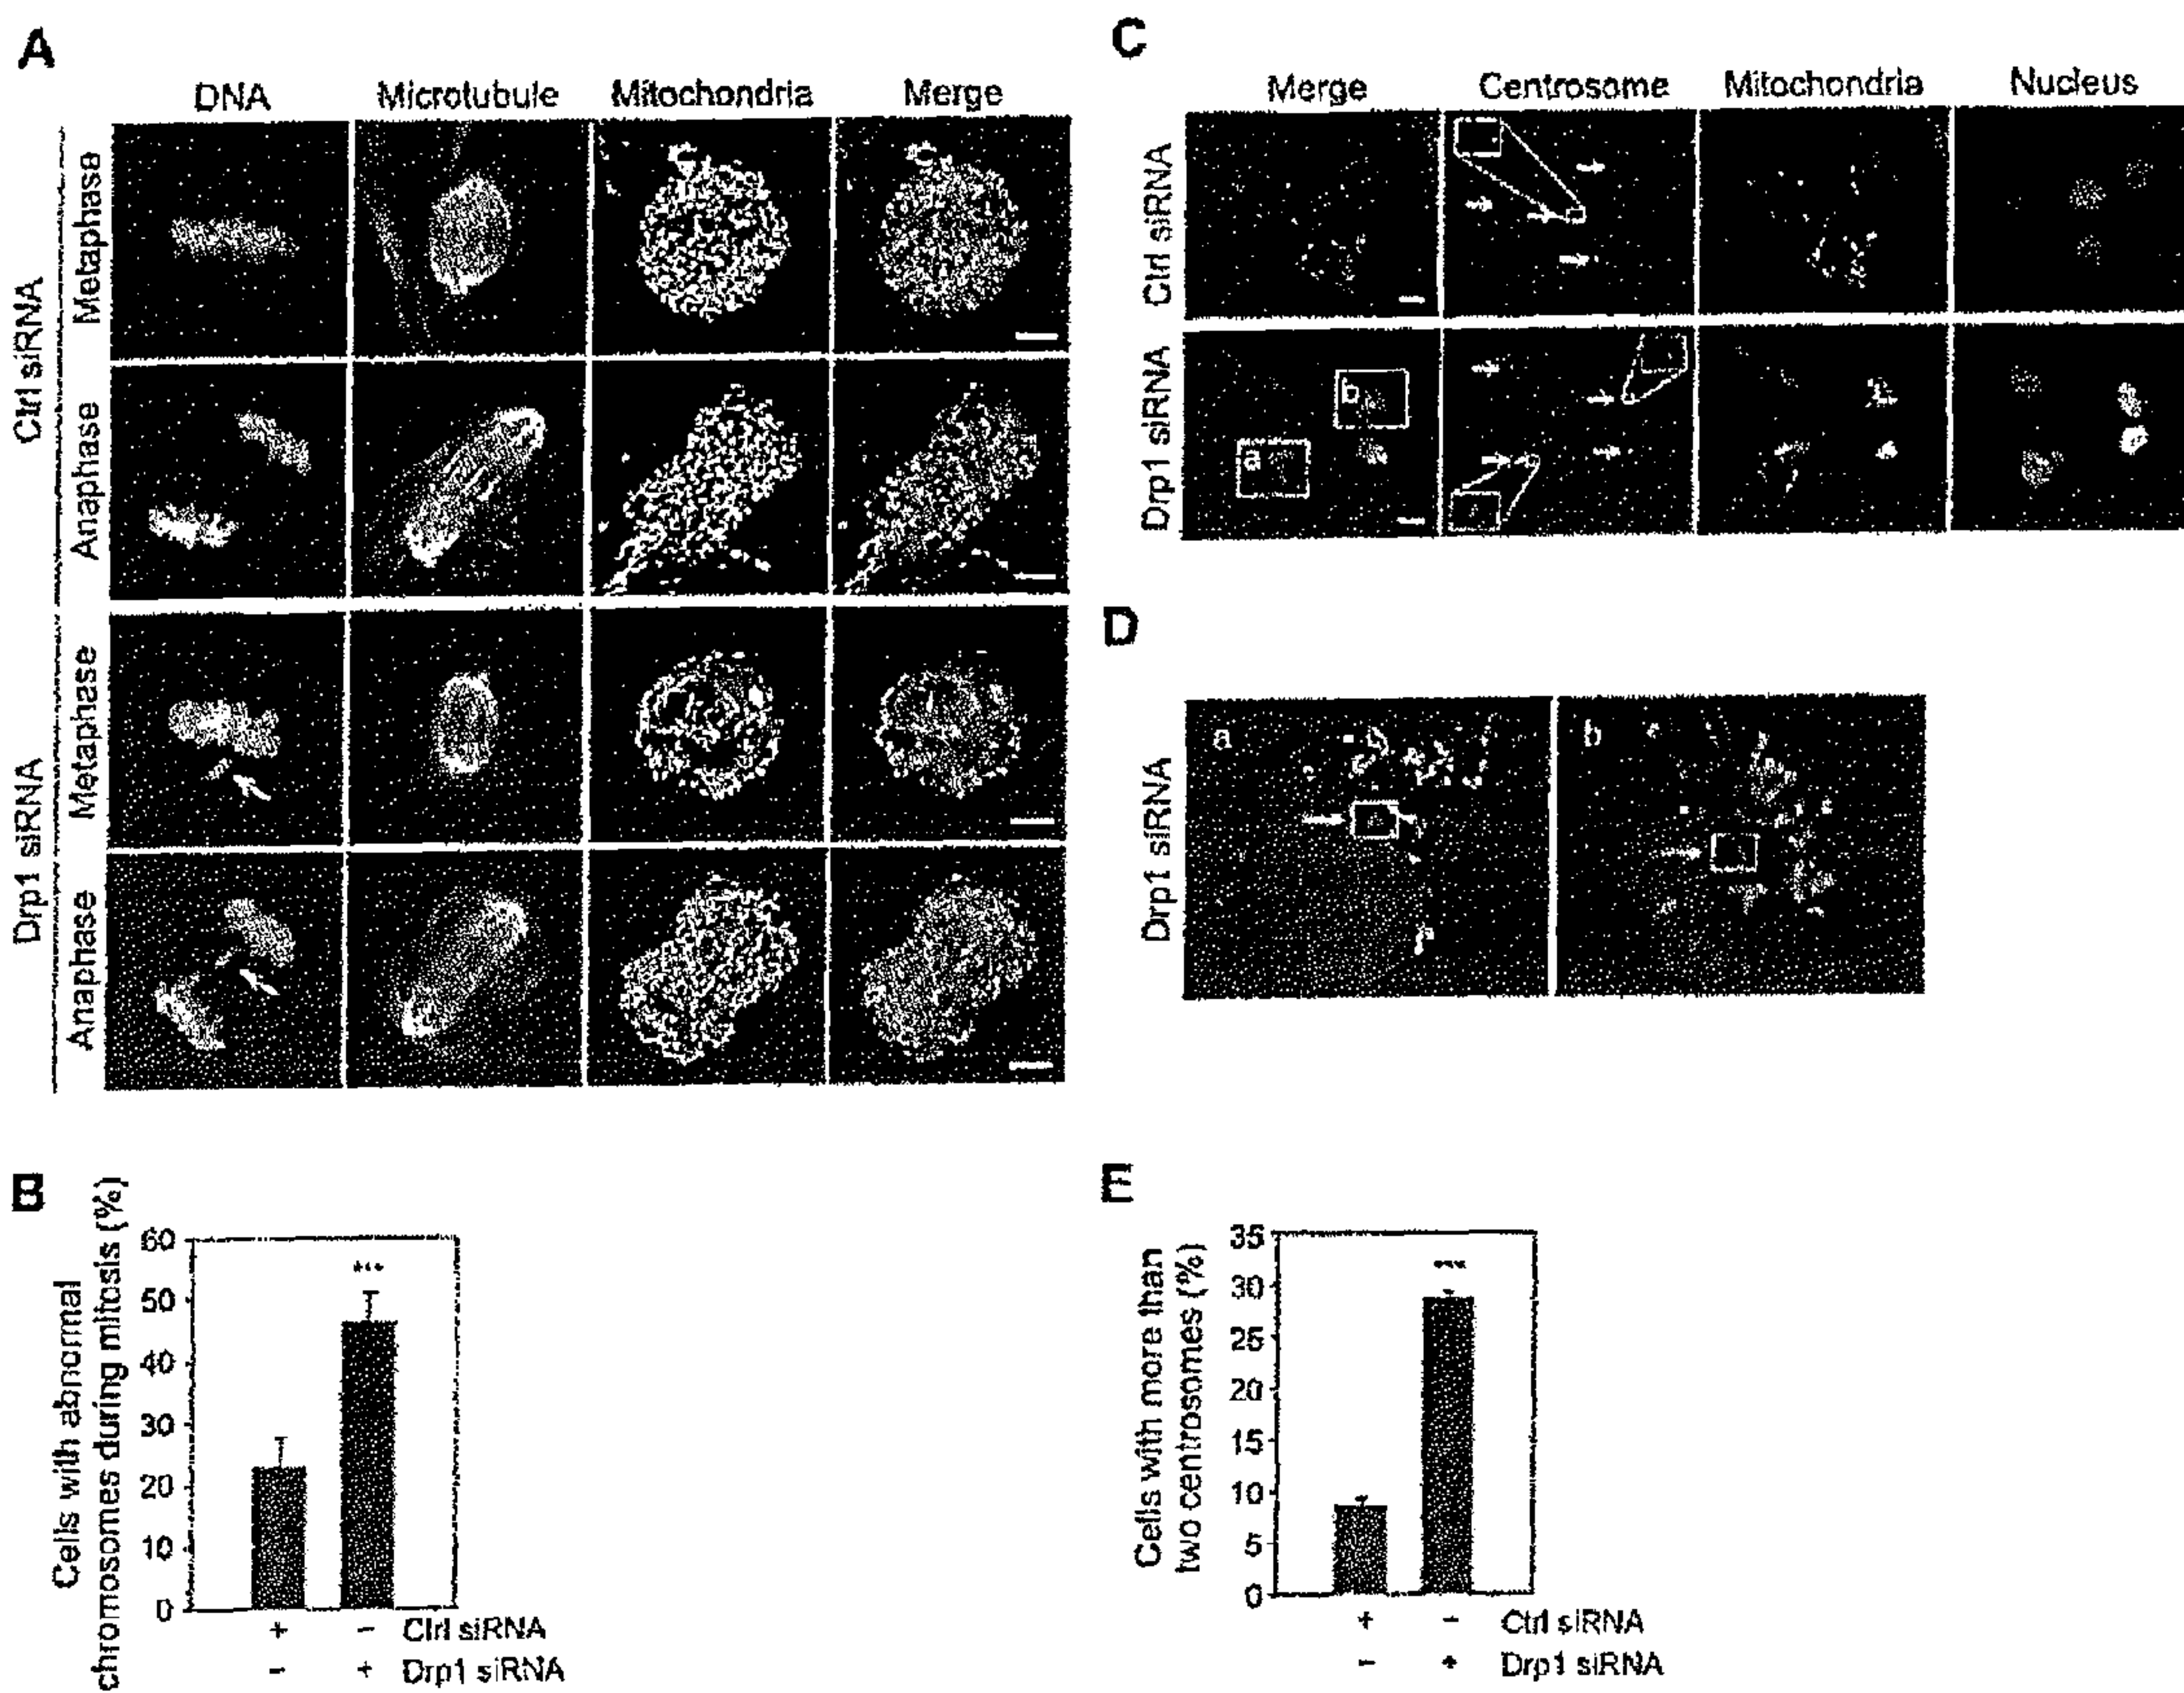 A
DNA Microtubule Mitochondria Merge
Ctrl siRNA
Metaphase
Anaphase
Drp1 siRNA
Metaphase
Anaphase
B
Cells with abnormal
chromosomes during mitosis (%)
60
50
40
30
20
10
0
***
+ - Ctrl siRNA
- + Drp1 siRNA
C
Merge Centrosome Mitochondria Nucleus
Ctrl siRNA
Drp1 siRNA
a
b
D
Drp1 siRNA
a
b
E
Cells with more than
two centrosomes (%)
35
30
25
20
15
10
5
0
***
+ - Ctrl siRNA
- + Drp1 siRNA